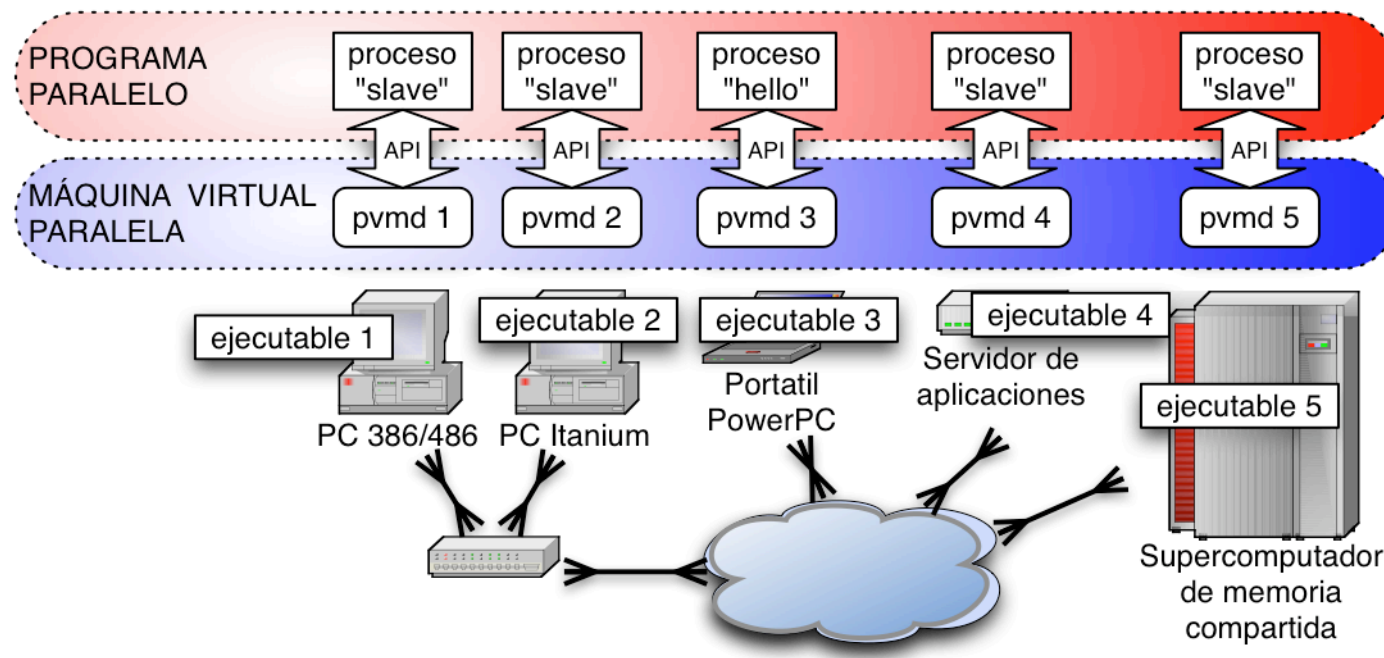 PROGRAMA
PARALELO
proceso
"slave"
proceso
"slave"
proceso
"hello"
proceso
"slave"
proceso
"slave"
API
API
API
API
API
MÁQUINA VIRTUAL
PARALELA
pvmd 1
pvmd 2
pvmd 3
pvmd 4
pvmd 5
ejecutable 1
ejecutable 2
ejecutable 3
ejecutable 4
ejecutable 5
PC 386/486
PC Itanium
Portatil
PowerPC
Servidor de
aplicaciones
Supercomputador
de memoria
compartida